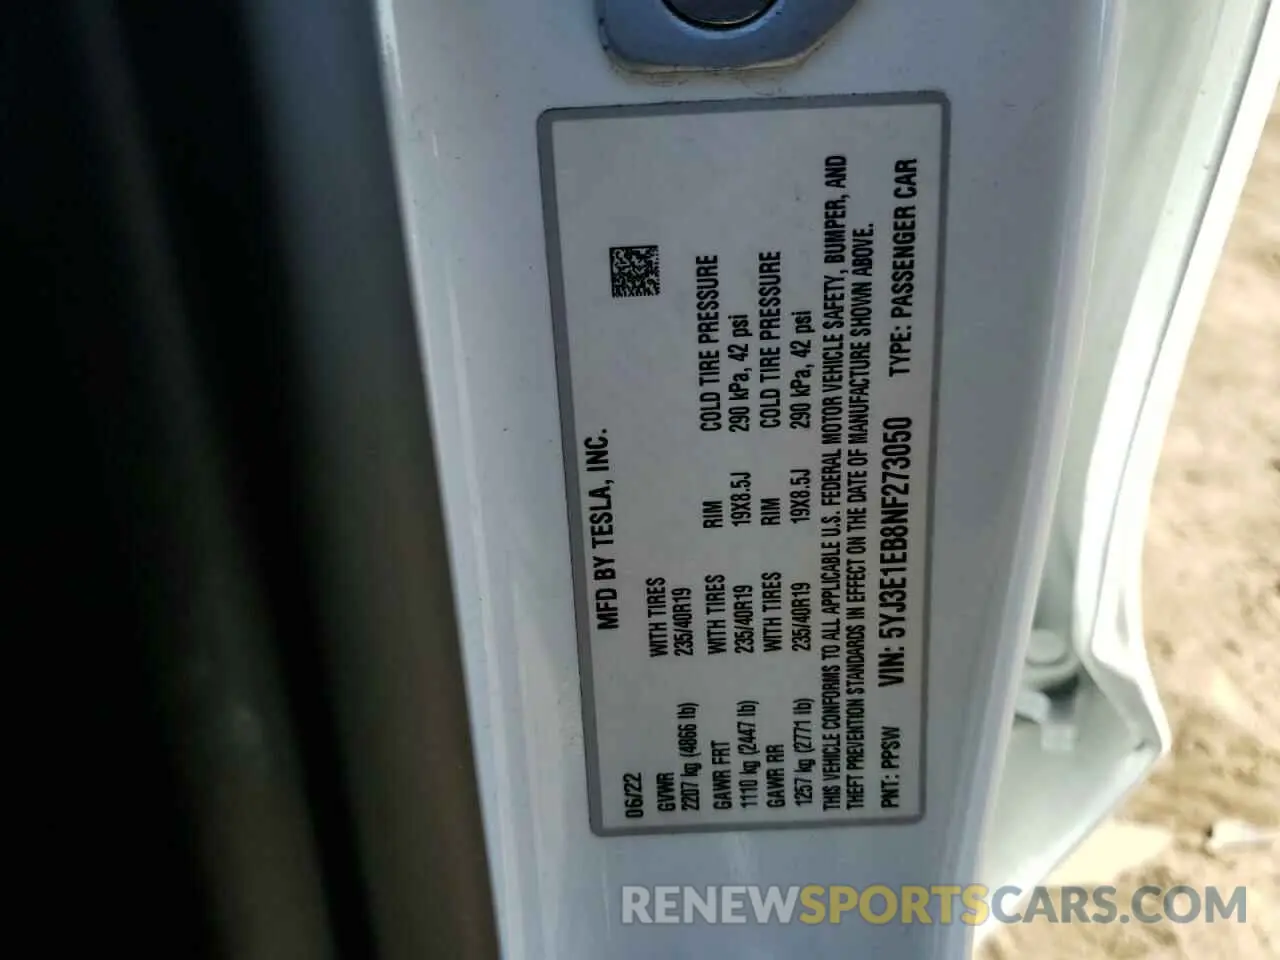 MFD BY TESLA, INC.
06/22
GVWR WITH TIRES
2207 kg (4866 lb) 235/40R19
GAWR FRT WITH TIRES RIM COLD TIRE PRESSURE
1110 kg (2447 lb) 235/40R19 19X8.5J 290 kPa, 42 psi
GAWR RR WITH TIRES RIM COLD TIRE PRESSURE
1257 kg (2771 lb) 235/40R19 19X8.5J 290 kPa, 42 psi
THIS VEHICLE CONFORMS TO ALL APPLICABLE U.S. FEDERAL MOTOR VEHICLE SAFETY, BUMPER, AND
THEFT PREVENTION STANDARDS IN EFFECT ON THE DATE OF MANUFACTURE SHOWN ABOVE.
PNT: PPSW VIN: 5YJ3E1EB8NF273050 TYPE: PASSENGER CAR
RENEWSPORTSCARS.COM